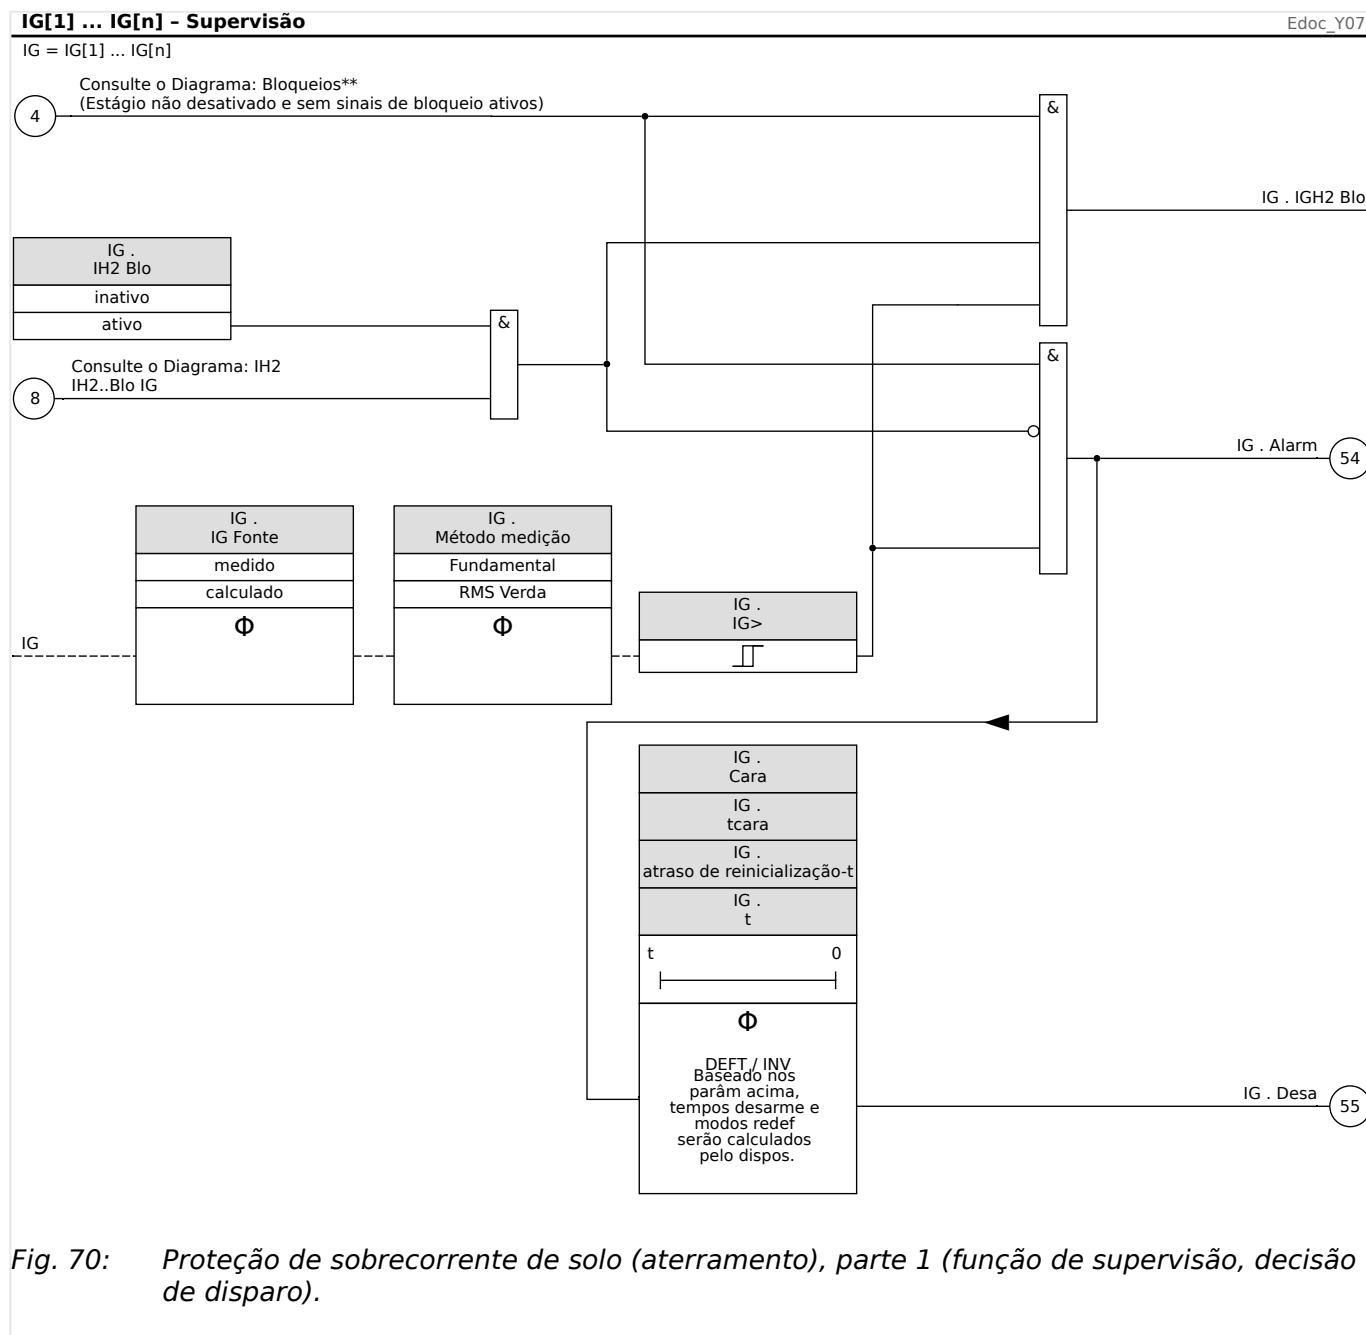 IG[1] ... IG[n] – Supervisão
Edoc_Y07
IG = IG[1] ... IG[n]
Consulte o Diagrama: Bloqueios**
(Estágio não desativado e sem sinais de bloqueio ativos)
4
&
IG . IGH2 Blo
IG .
IH2 Blo
inativo
ativo
&
Consulte o Diagrama: IH2
IH2..Blo IG
8
&
IG . Alarm
54
IG .
IG Fonte
medido
calculado
Φ
IG .
Método medição
Fundamental
RMS Verda
Φ
IG .
IG>
IG
IG .
Cara
IG .
tcara
IG .
atraso de reinicialização-t
IG .
t
t 0
Φ
DEFT / INV
Baseado nos
parâm acima,
tempos desarme e
modos redef
serão calculados
pelo dispos.
IG . Desa
55
Fig. 70: Proteção de sobrecorrente de solo (aterramento), parte 1 (função de supervisão, decisão
de disparo).